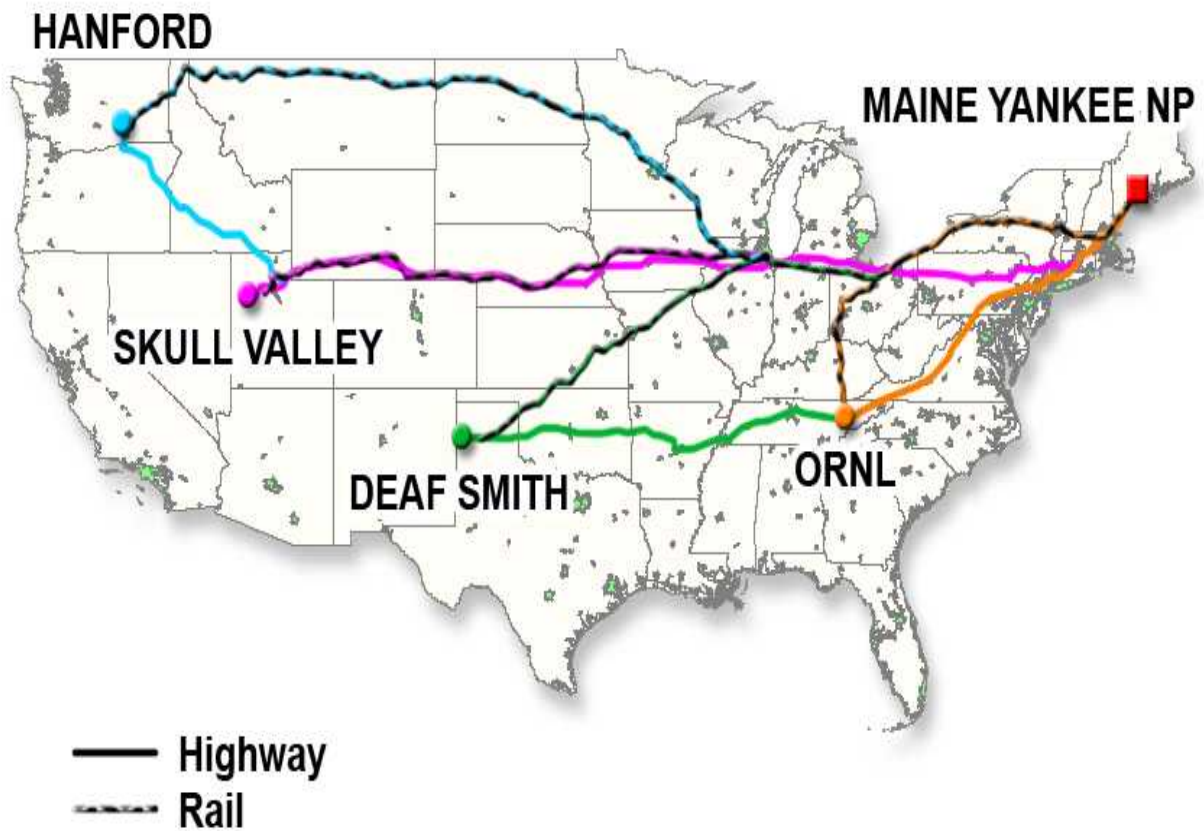 HANFORD
MAINE YANKEE NP
SKULL VALLEY
DEAF SMITH
ORNL
Highway
Rail